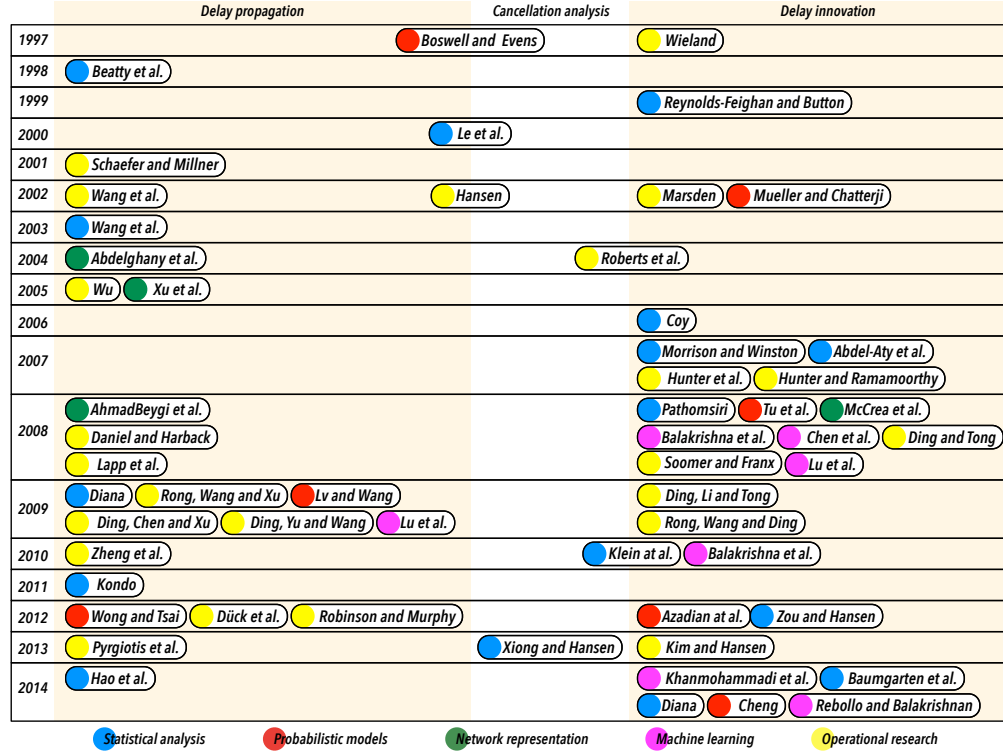 Delay propagation Cancellation analysis Delay innovation
1997 Boswell and Evens Wieland
1998 Beatty et al.
1999 Reynolds-Feighan and Button
2000 Le et al.
2001 Schaefer and Millner
2002 Wang et al. Hansen Marsden Mueller and Chatterji
2003 Wang et al.
2004 Abdelghany et al. Roberts et al.
2005 Wu Xu et al.
2006 Coy
2007 Morrison and Winston Abdel-Aty et al.
Hunter et al. Hunter and Ramamoorthy
2008 AhmadBeygi et al. Pathomsiri Tu et al. McCrea et al.
Daniel and Harback Balakrishna et al. Chen et al. Ding and Tong
Lapp et al. Soomer and Franx Lu et al.
2009 Diana Rong, Wang and Xu Lv and Wang Ding, Li and Tong
Ding, Chen and Xu Ding, Yu and Wang Lu et al. Rong, Wang and Ding
2010 Zheng et al. Klein at al. Balakrishna et al.
2011 Kondo
2012 Wong and Tsai Dück et al. Robinson and Murphy Azadian at al. Zou and Hansen
2013 Pyrgiotis et al. Xiong and Hansen Kim and Hansen
2014 Hao et al. Khanmohammadi et al. Baumgarten et al.
Diana Cheng Rebollo and Balakrishnan
Statistical analysis Probabilistic models Network representation Machine learning Operational research